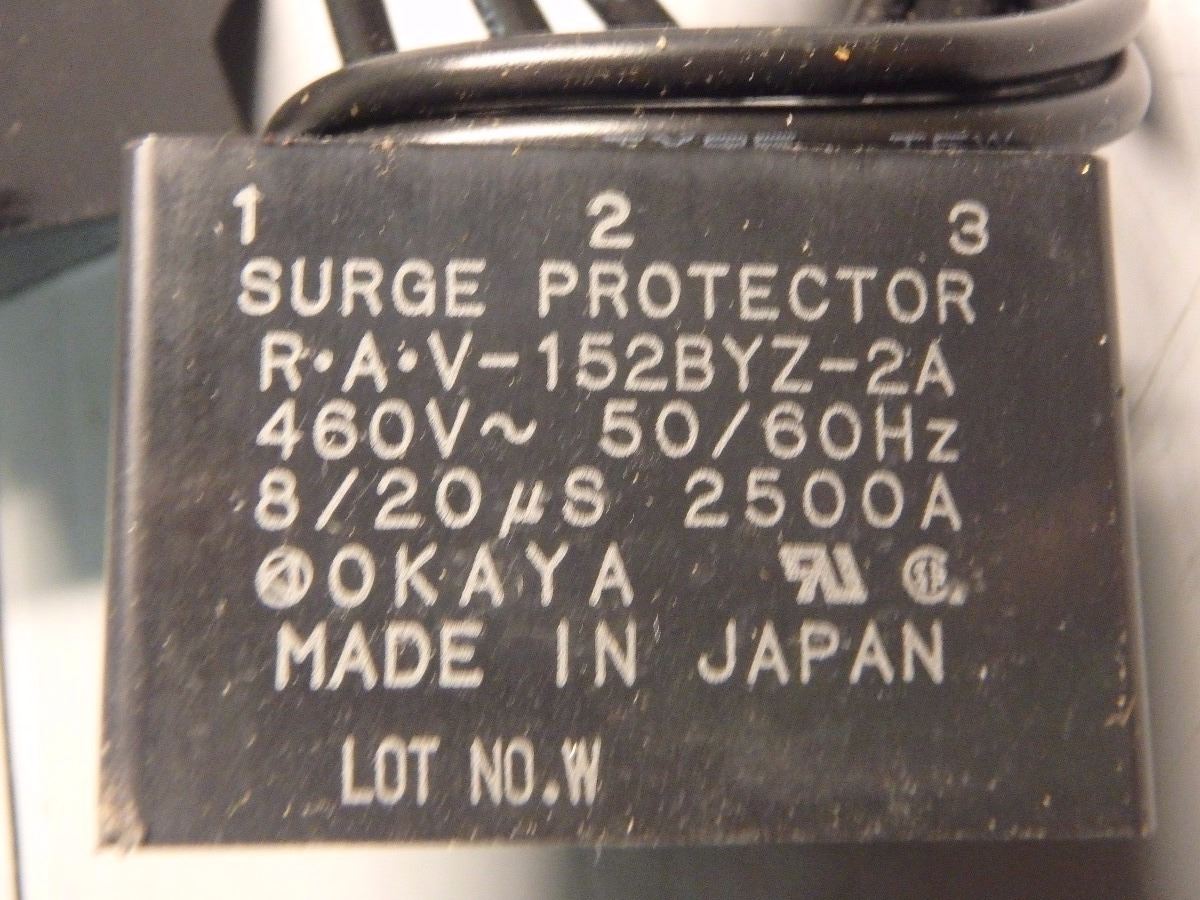 1 2 3
SURGE PROTECTOR
R·A·V-152BYZ-2A
460V~ 50/60Hz
8/20μS 2500A
OKAYA
MADE IN JAPAN
LOT NO.W